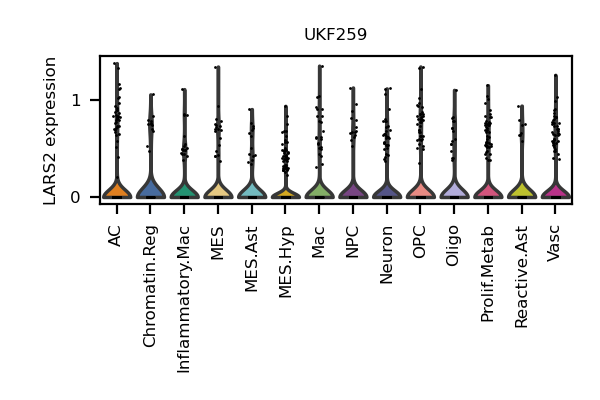 UKF259
LARS2 expression
1
0
AC
Chromatin.Reg
Inflammatory.Mac
MES
MES.Ast
MES.Hyp
Mac
NPC
Neuron
OPC
Oligo
Prolif.Metab
Reactive.Ast
Vasc